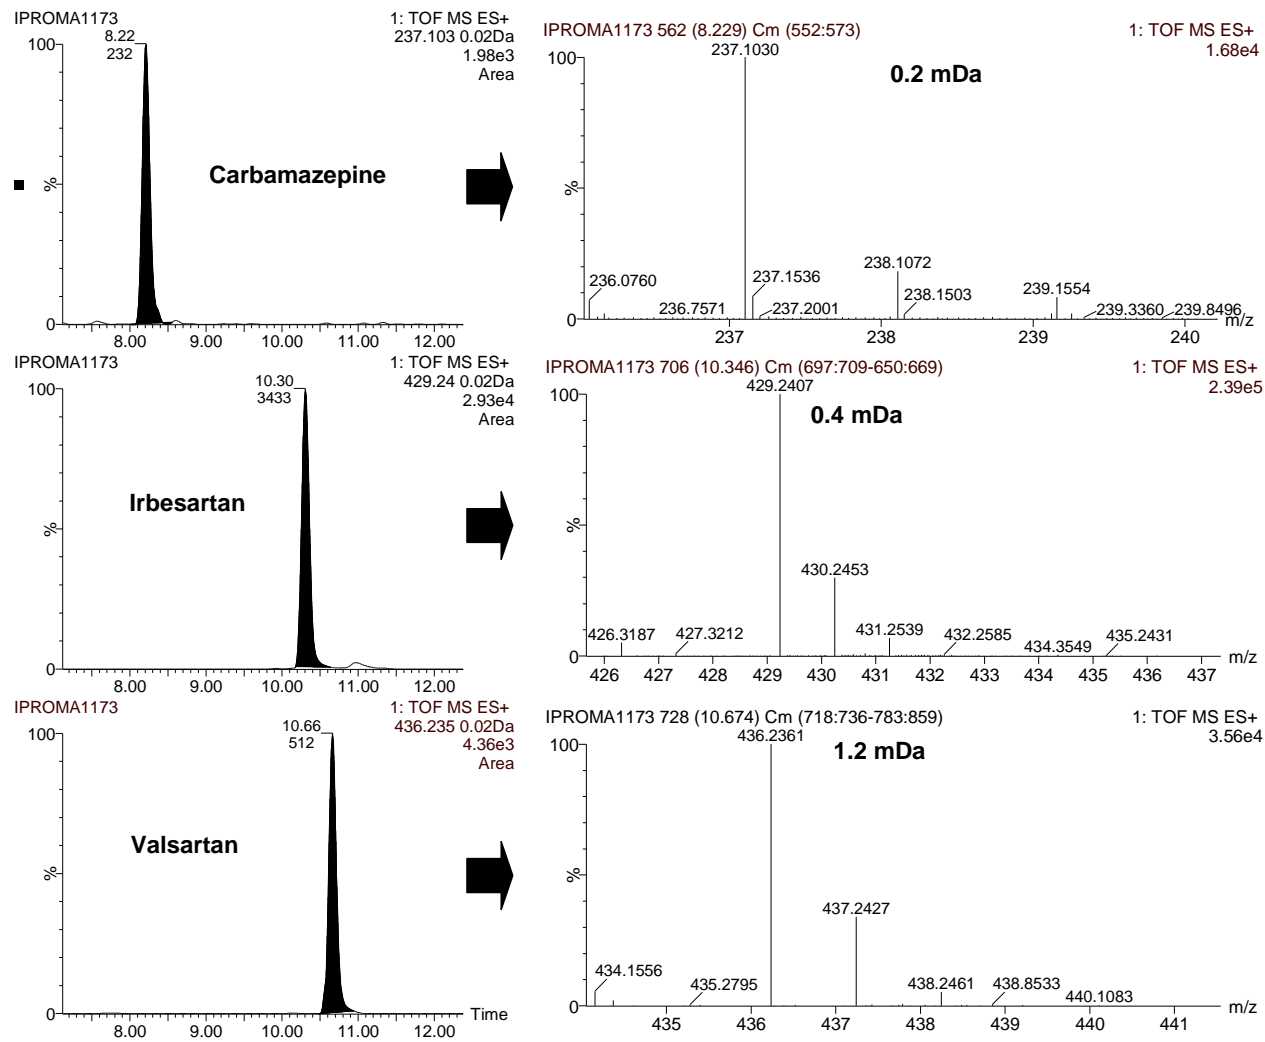 IPROMA1173
1: TOF MS ES+
237.103 0.02Da
1.98e3
Area
8.22
232
100
%
0
Carbamazepine
8.00 9.00 10.00 11.00 12.00
IPROMA1173 562 (8.229) Cm (552:573)
1: TOF MS ES+
1.68e4
237.1030
0.2 mDa
100
%
0
236.0760
236.7571
237.1536
237.2001
238.1072
238.1503
239.1554
239.3360
239.8496
m/z
237 238 239 240
IPROMA1173
1: TOF MS ES+
429.24 0.02Da
2.93e4
Area
10.30
3433
100
%
0
Irbesartan
8.00 9.00 10.00 11.00 12.00
IPROMA1173 706 (10.346) Cm (697:709-650:669)
1: TOF MS ES+
2.39e5
429.2407
0.4 mDa
100
%
0
426.3187
427.3212
430.2453
431.2539
432.2585
434.3549
435.2431
m/z
426 427 428 429 430 431 432 433 434 435 436 437
IPROMA1173
1: TOF MS ES+
436.235 0.02Da
4.36e3
Area
10.66
512
100
%
0
Valsartan
Time
8.00 9.00 10.00 11.00 12.00
IPROMA1173 728 (10.674) Cm (718:736-783:859)
1: TOF MS ES+
3.56e4
436.2361
1.2 mDa
100
%
0
434.1556
435.2795
437.2427
438.2461
438.8533
440.1083
m/z
435 436 437 438 439 440 441